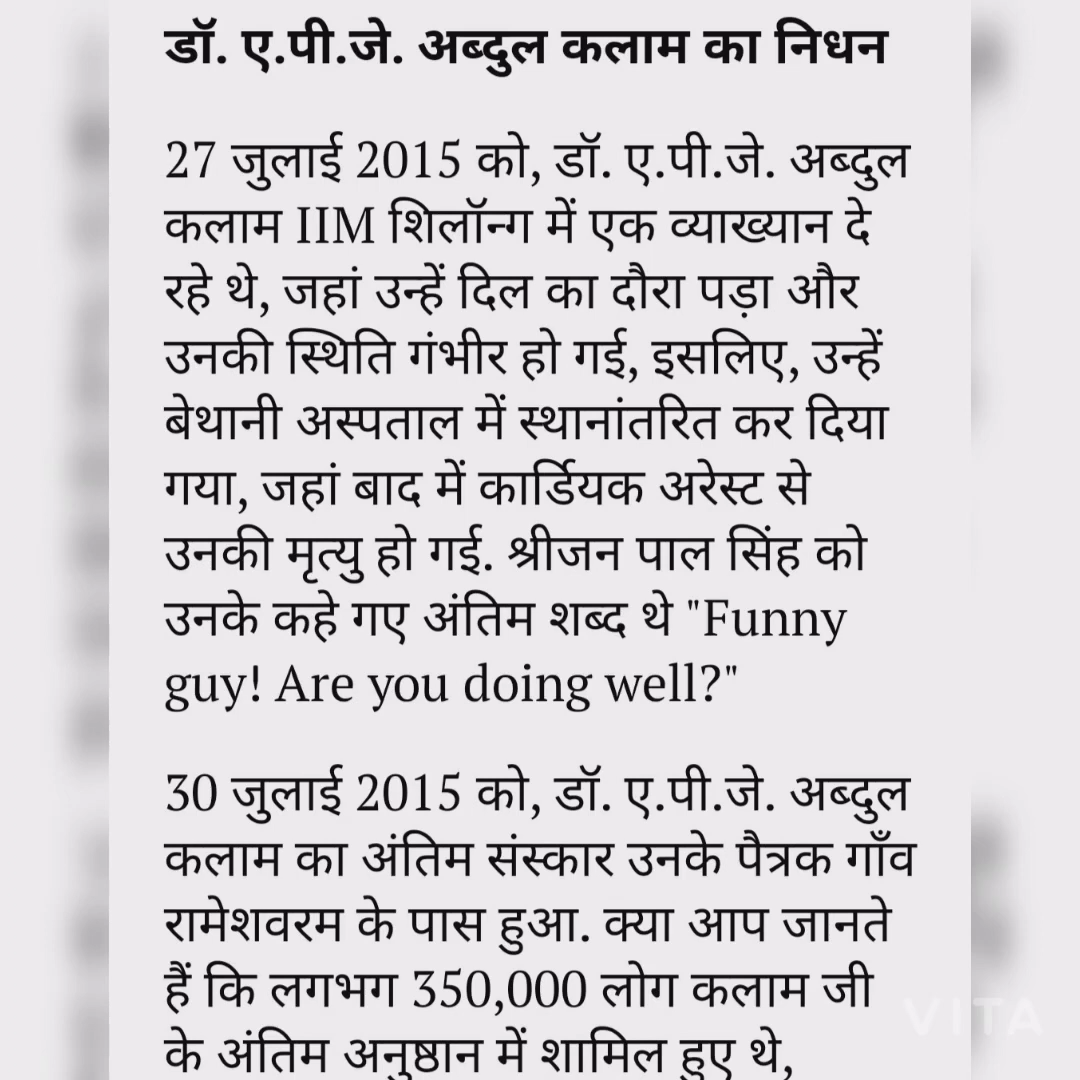 डॉ. ए.पी.जे. अब्दुल कलाम का निधन
27 जुलाई 2015 को, डॉ. ए.पी.जे. अब्दुल
कलाम IIM शिलॉन्ग में एक व्याख्यान दे
रहे थे, जहां उन्हें दिल का दौरा पड़ा और
उनकी स्थिति गंभीर हो गई, इसलिए, उन्हें
बेथानी अस्पताल में स्थानांतरित कर दिया
गया, जहां बाद में कार्डियक अरेस्ट से
उनकी मृत्यु हो गई. श्रीजन पाल सिंह को
उनके कहे गए अंतिम शब्द थे "Funny
guy! Are you doing well?"
30 जुलाई 2015 को, डॉ. ए.पी.जे. अब्दुल
कलाम का अंतिम संस्कार उनके पैत्रक गाँव
रामेशवरम के पास हुआ. क्या आप जानते
हैं कि लगभग 350,000 लोग कलाम जी
के अंतिम अनुष्ठान में शामिल हुए थे,
VITA